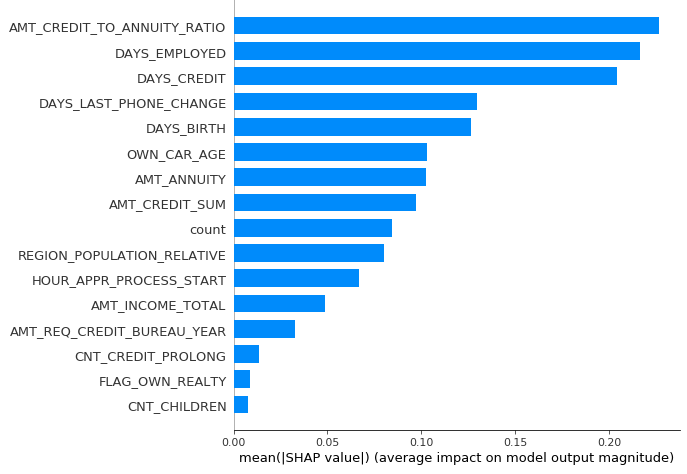 AMT_CREDIT_TO_ANNUITY_RATIO
DAYS_EMPLOYED
DAYS_CREDIT
DAYS_LAST_PHONE_CHANGE
DAYS_BIRTH
OWN_CAR_AGE
AMT_ANNUITY
AMT_CREDIT_SUM
count
REGION_POPULATION_RELATIVE
HOUR_APPR_PROCESS_START
AMT_INCOME_TOTAL
AMT_REQ_CREDIT_BUREAU_YEAR
CNT_CREDIT_PROLONG
FLAG_OWN_REALTY
CNT_CHILDREN
0.00 0.05 0.10 0.15 0.20
mean(|SHAP value|) (average impact on model output magnitude)